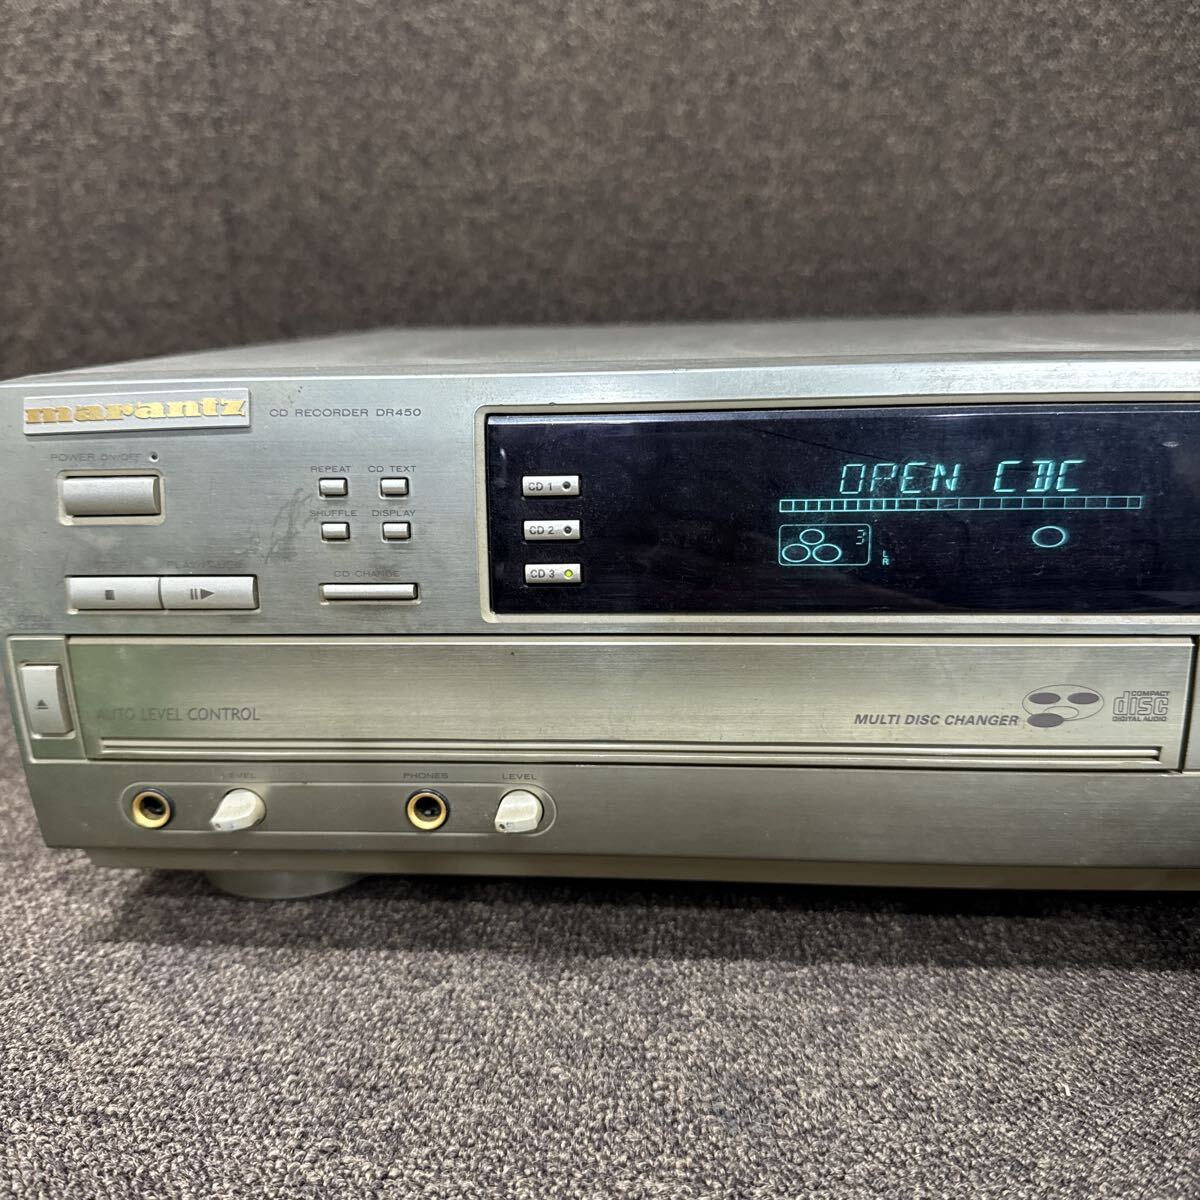 marantz
CD RECORDER DR450
POWER ON/OFF
REPEAT CD TEXT
SHUFFLE DISPLAY
CD CHANGE
CD 1
CD 2
CD 3
OPEN CDC
3
L
R
AUTO LEVEL CONTROL
MULTI DISC CHANGER
COMPACT
disc
DIGITAL AUDIO
LEVEL
PHONES
LEVEL